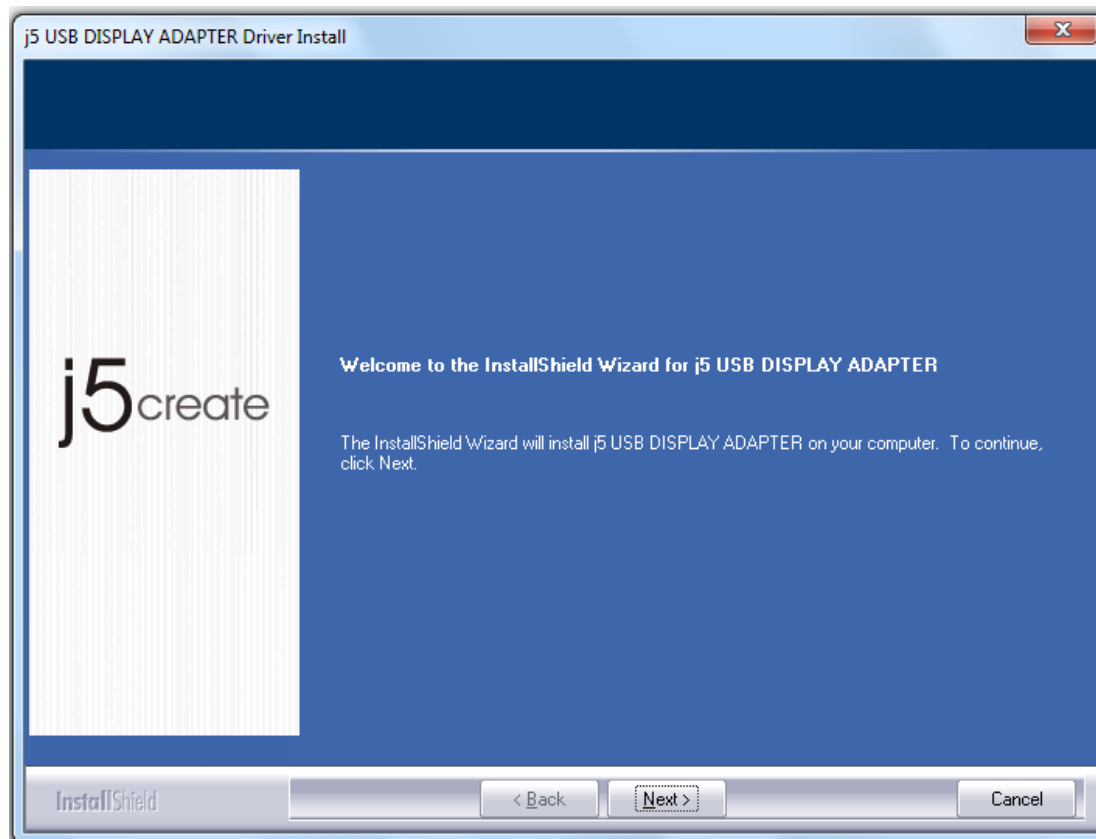 j5 USB DISPLAY ADAPTER Driver Install
j5create
Welcome to the InstallShield Wizard for j5 USB DISPLAY ADAPTER
The InstallShield Wizard will install j5 USB DISPLAY ADAPTER on your computer. To continue,
click Next.
InstallShield
< Back
Next >
Cancel